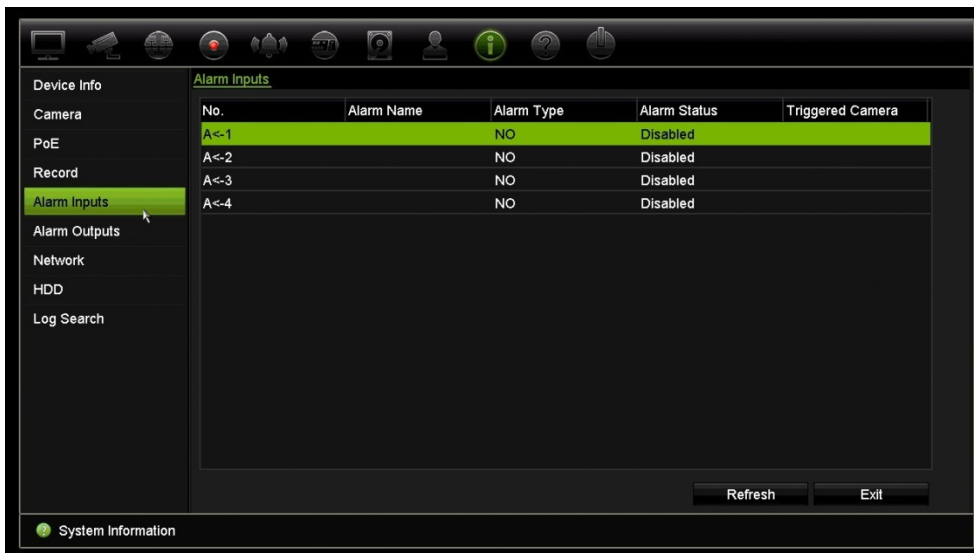 Device Info
Camera
PoE
Record
Alarm Inputs
Alarm Outputs
Network
HDD
Log Search
Alarm Inputs
No. Alarm Name Alarm Type Alarm Status Triggered Camera
A<-1 NO Disabled
A<-2 NO Disabled
A<-3 NO Disabled
A<-4 NO Disabled
Refresh Exit
System Information